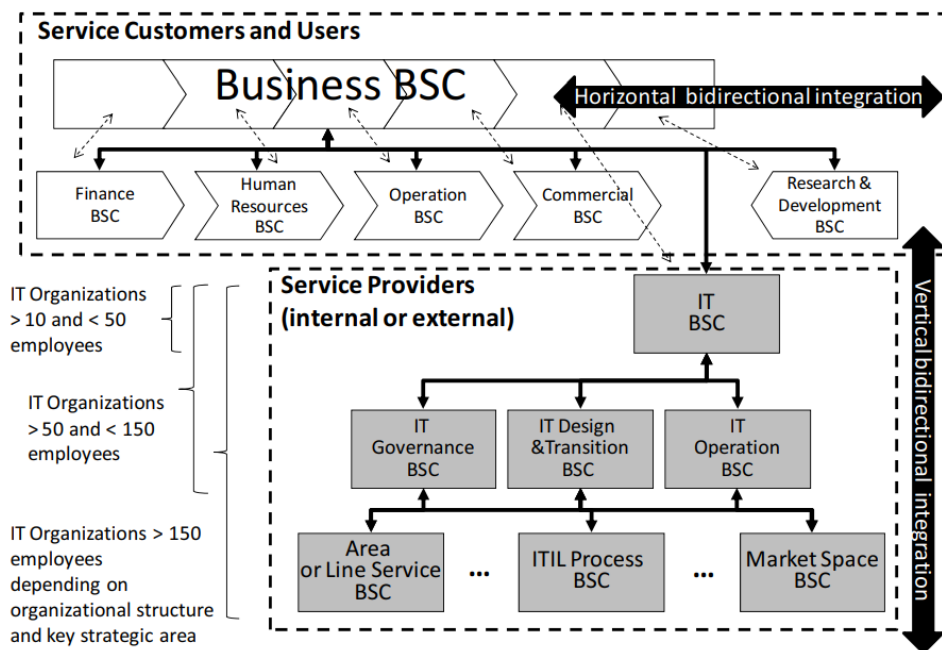 Service Customers and Users
Business BSC
Horizontal bidirectional integration
Finance
BSC
Human
Resources
BSC
Operation
BSC
Commercial
BSC
Research &
Development
BSC
IT Organizations
> 10 and < 50
employees
Service Providers
(internal or external)
IT
BSC
Vertical bidirectional integration
IT Organizations
> 50 and < 150
employees
IT
Governance
BSC
IT Design
&Transition
BSC
IT
Operation
BSC
IT Organizations > 150
employees
depending on
organizational structure
and key strategic area
Area
or Line Service
BSC
...
ITIL Process
BSC
...
Market Space
BSC